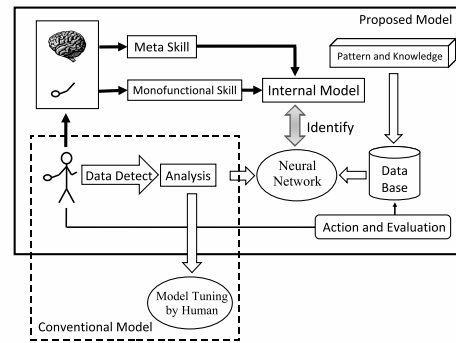 Proposed Model
Meta Skill
Pattern and Knowledge
Monofunctional Skill
Internal Model
Identify
Data Detect
Analysis
Neural
Network
Data
Base
Action and Evaluation
Model Tuning
by Human
Conventional Model